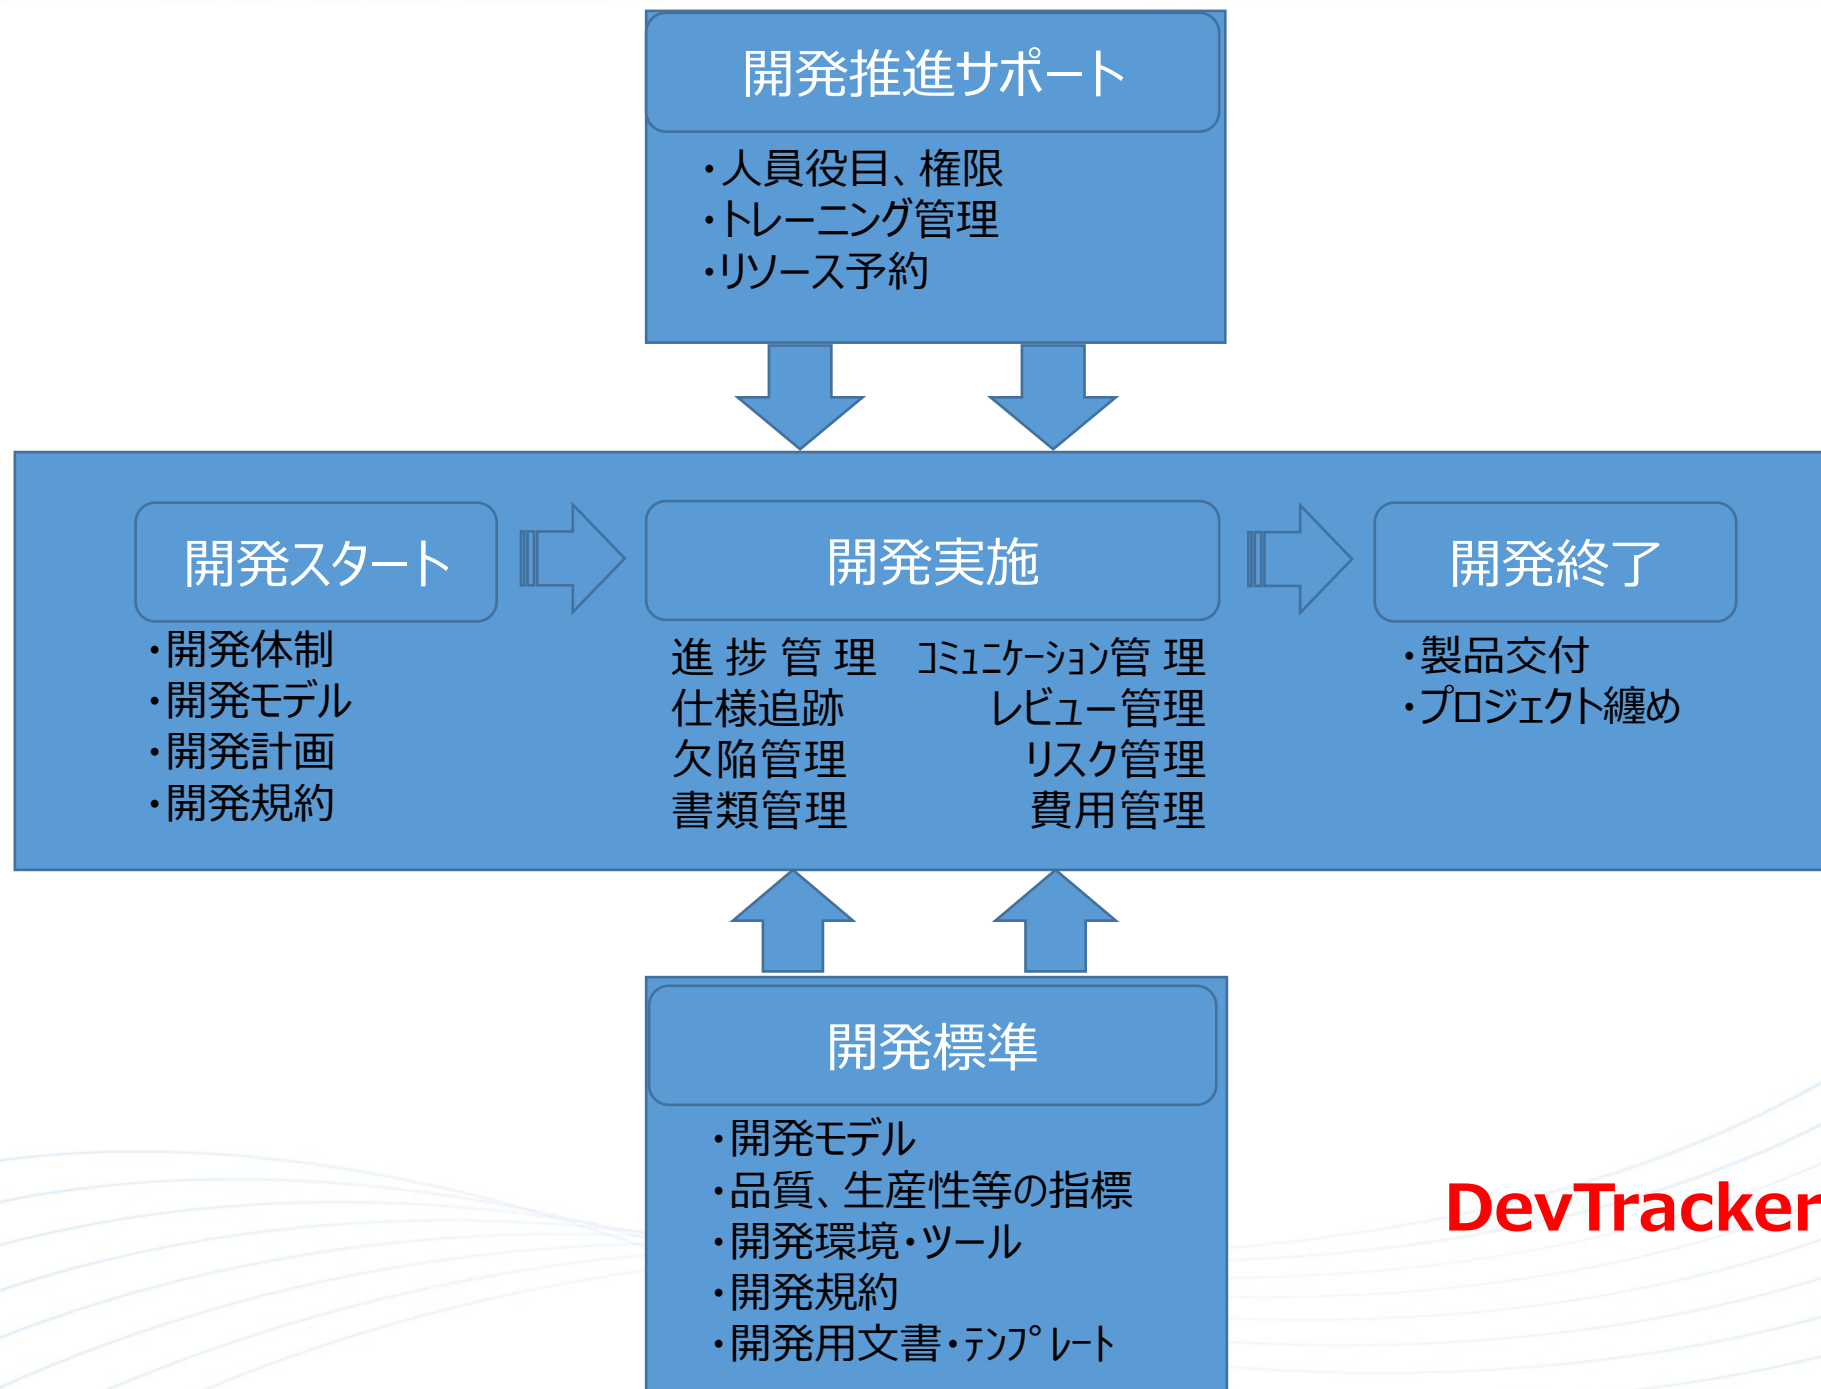 開発推進サポート
・人員役目、権限
・トレーニング管理
・リソース予約
開発スタート
・開発体制
・開発モデル
・開発計画
・開発規約
開発実施
進 捗 管 理 ｺﾐｭﾆｹｰｼｮﾝ管 理
仕様追跡 レビュー管理
欠陥管理 リスク管理
書類管理 費用管理
開発終了
・製品交付
・プロジェクト纏め
開発標準
・開発モデル
・品質、生産性等の指標
・開発環境・ツール
・開発規約
・開発用文書・ﾃﾝﾌﾟﾚｰﾄ
DevTracker